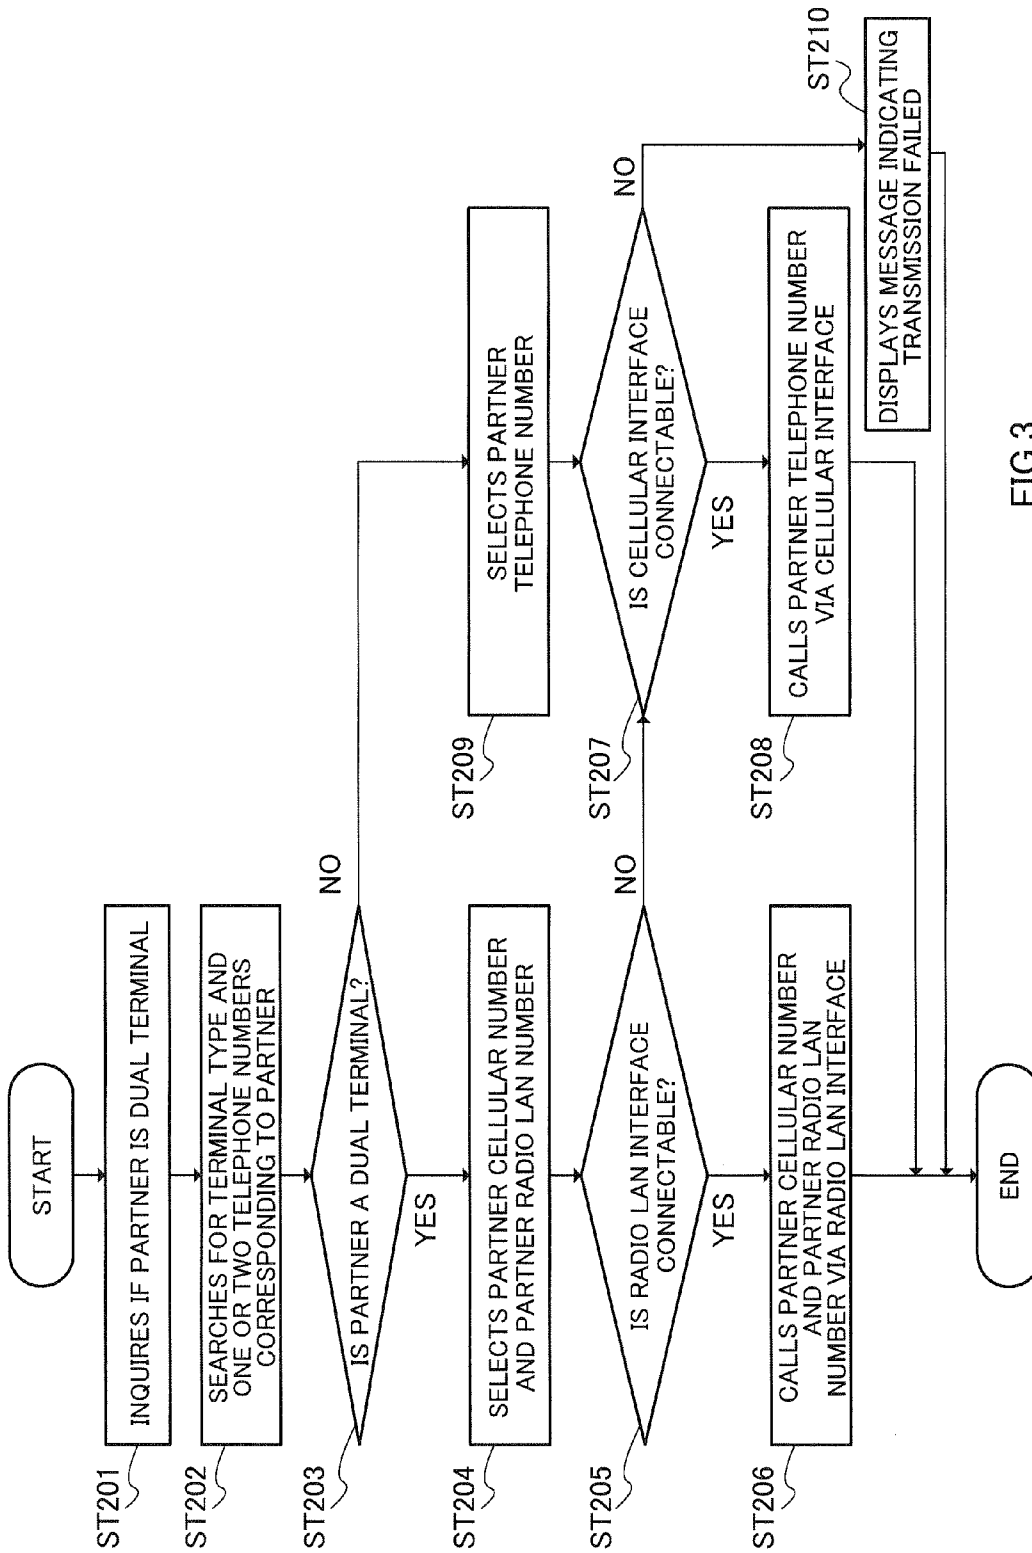 START
ST201
INQUIRES IF PARTNER IS DUAL TERMINAL
ST202
SEARCHES FOR TERMINAL TYPE AND
ONE OR TWO TELEPHONE NUMBERS
CORRESPONDING TO PARTNER
ST203
IS PARTNER A DUAL TERMINAL?
NO
YES
ST204
SELECTS PARTNER CELLULAR NUMBER
AND PARTNER RADIO LAN NUMBER
ST209
SELECTS PARTNER
TELEPHONE NUMBER
ST205
IS RADIO LAN INTERFACE
CONNECTABLE?
NO
YES
ST207
IS CELLULAR INTERFACE
CONNECTABLE?
NO
YES
ST206
CALLS PARTNER CELLULAR NUMBER
AND PARTNER RADIO LAN
NUMBER VIA RADIO LAN INTERFACE
ST208
CALLS PARTNER TELEPHONE NUMBER
VIA CELLULAR INTERFACE
ST210
DISPLAYS MESSAGE INDICATING
TRANSMISSION FAILED
END
FIG.3